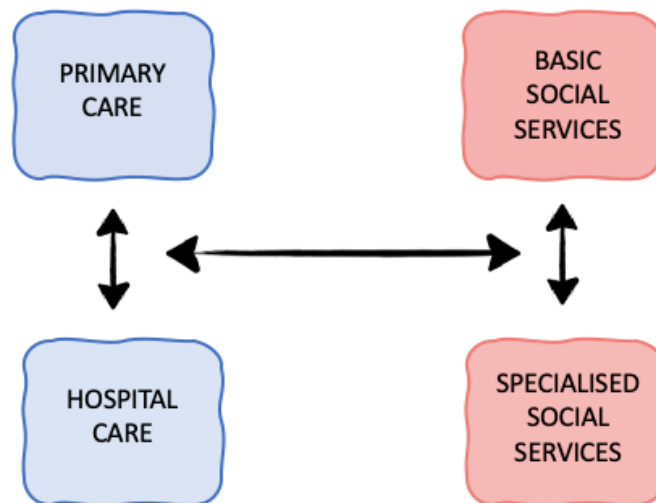 PRIMARY
CARE
BASIC
SOCIAL
SERVICES
HOSPITAL
CARE
SPECIALISED
SOCIAL
SERVICES